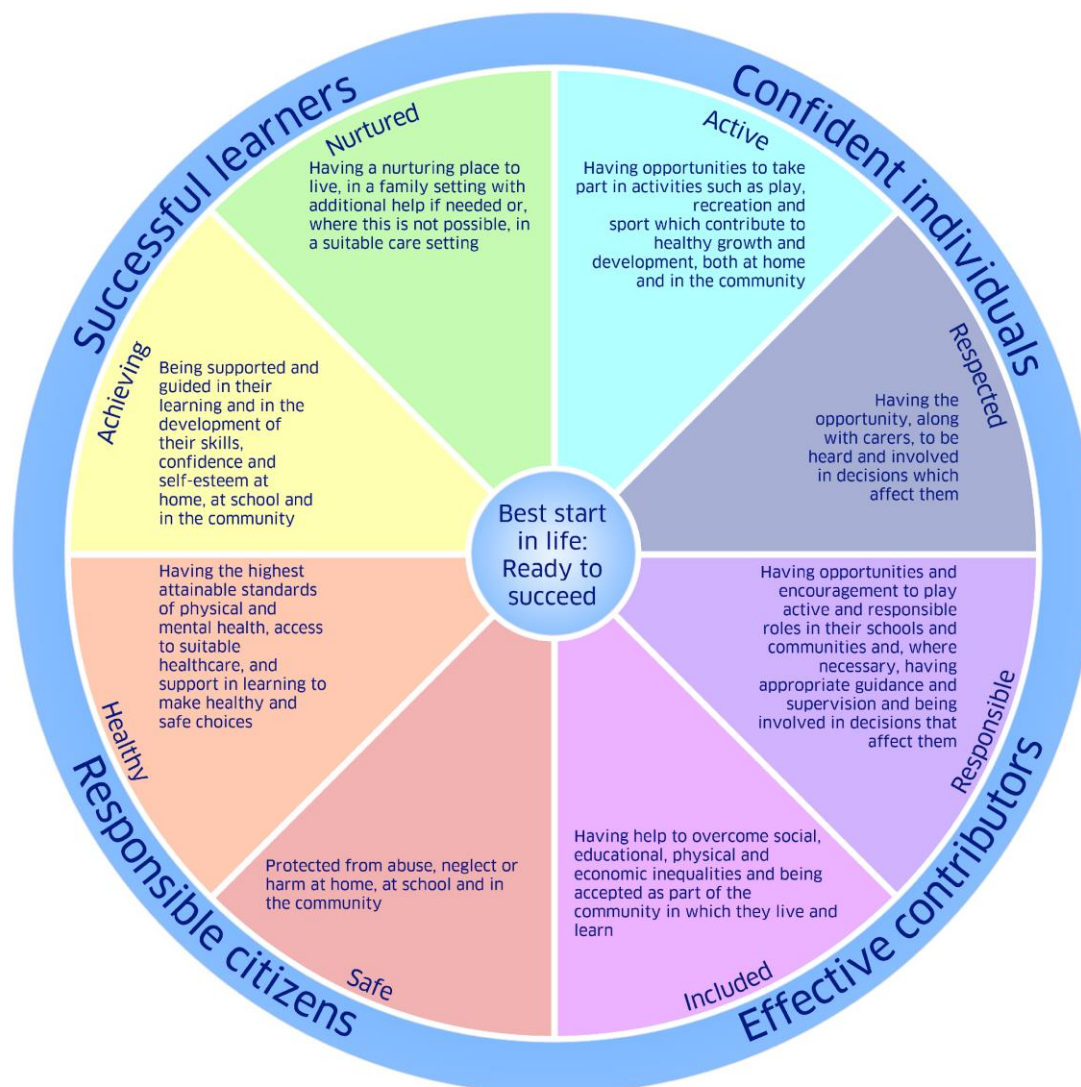 Successful learners
Confident individuals
Nurtured
Having a nurturing place to
live, in a family setting with
additional help if needed or,
where this is not possible, in
a suitable care setting
Active
Having opportunities to take
part in activities such as play,
recreation and
sport which contribute to
healthy growth and
development, both at home
and in the community
Achieving
Being supported and
guided in their
learning and in the
development of
their skills,
confidence and
self-esteem at
home, at school and
in the community
Respected
Having the
opportunity, along
with carers, to be
heard and involved
in decisions which
affect them
Best start
in life:
Ready to
succeed
Having the highest
attainable standards
of physical and
mental health, access
to suitable
healthcare, and
support in learning to
make healthy and
safe choices
Healthy
Having opportunities and
encouragement to play
active and responsible
roles in their schools and
communities and, where
necessary, having
appropriate guidance and
supervision and being
involved in decisions that
affect them
Responsible
Protected from abuse, neglect or
harm at home, at school and in
the community
Safe
Having help to overcome social,
educational, physical and
economic inequalities and being
accepted as part of the
community in which they live and
learn
Included
Responsible citizens
Effective contributors